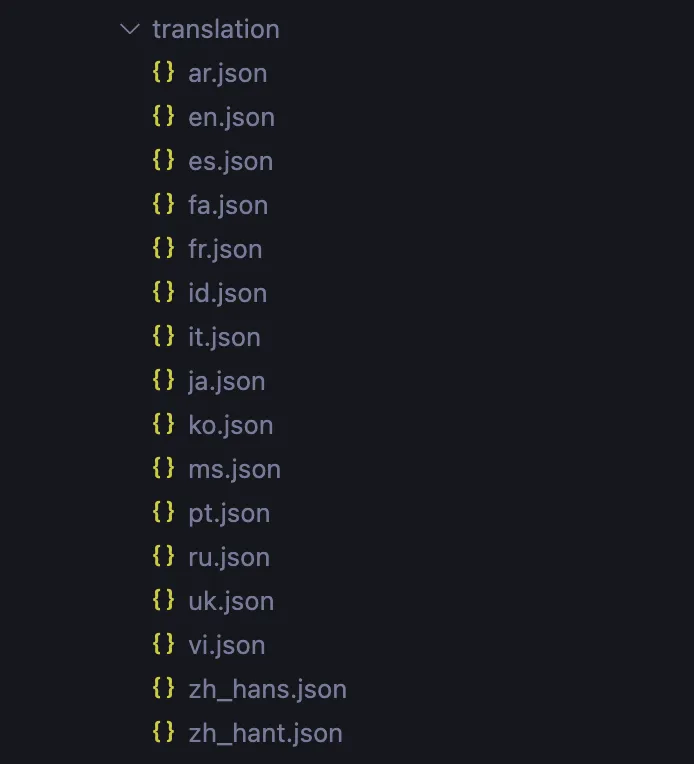 translation
{} ar.json
{} en.json
{} es.json
{} fa.json
{} fr.json
{} id.json
{} it.json
{} ja.json
{} ko.json
{} ms.json
{} pt.json
{} ru.json
{} uk.json
{} vi.json
{} zh_hans.json
{} zh_hant.json